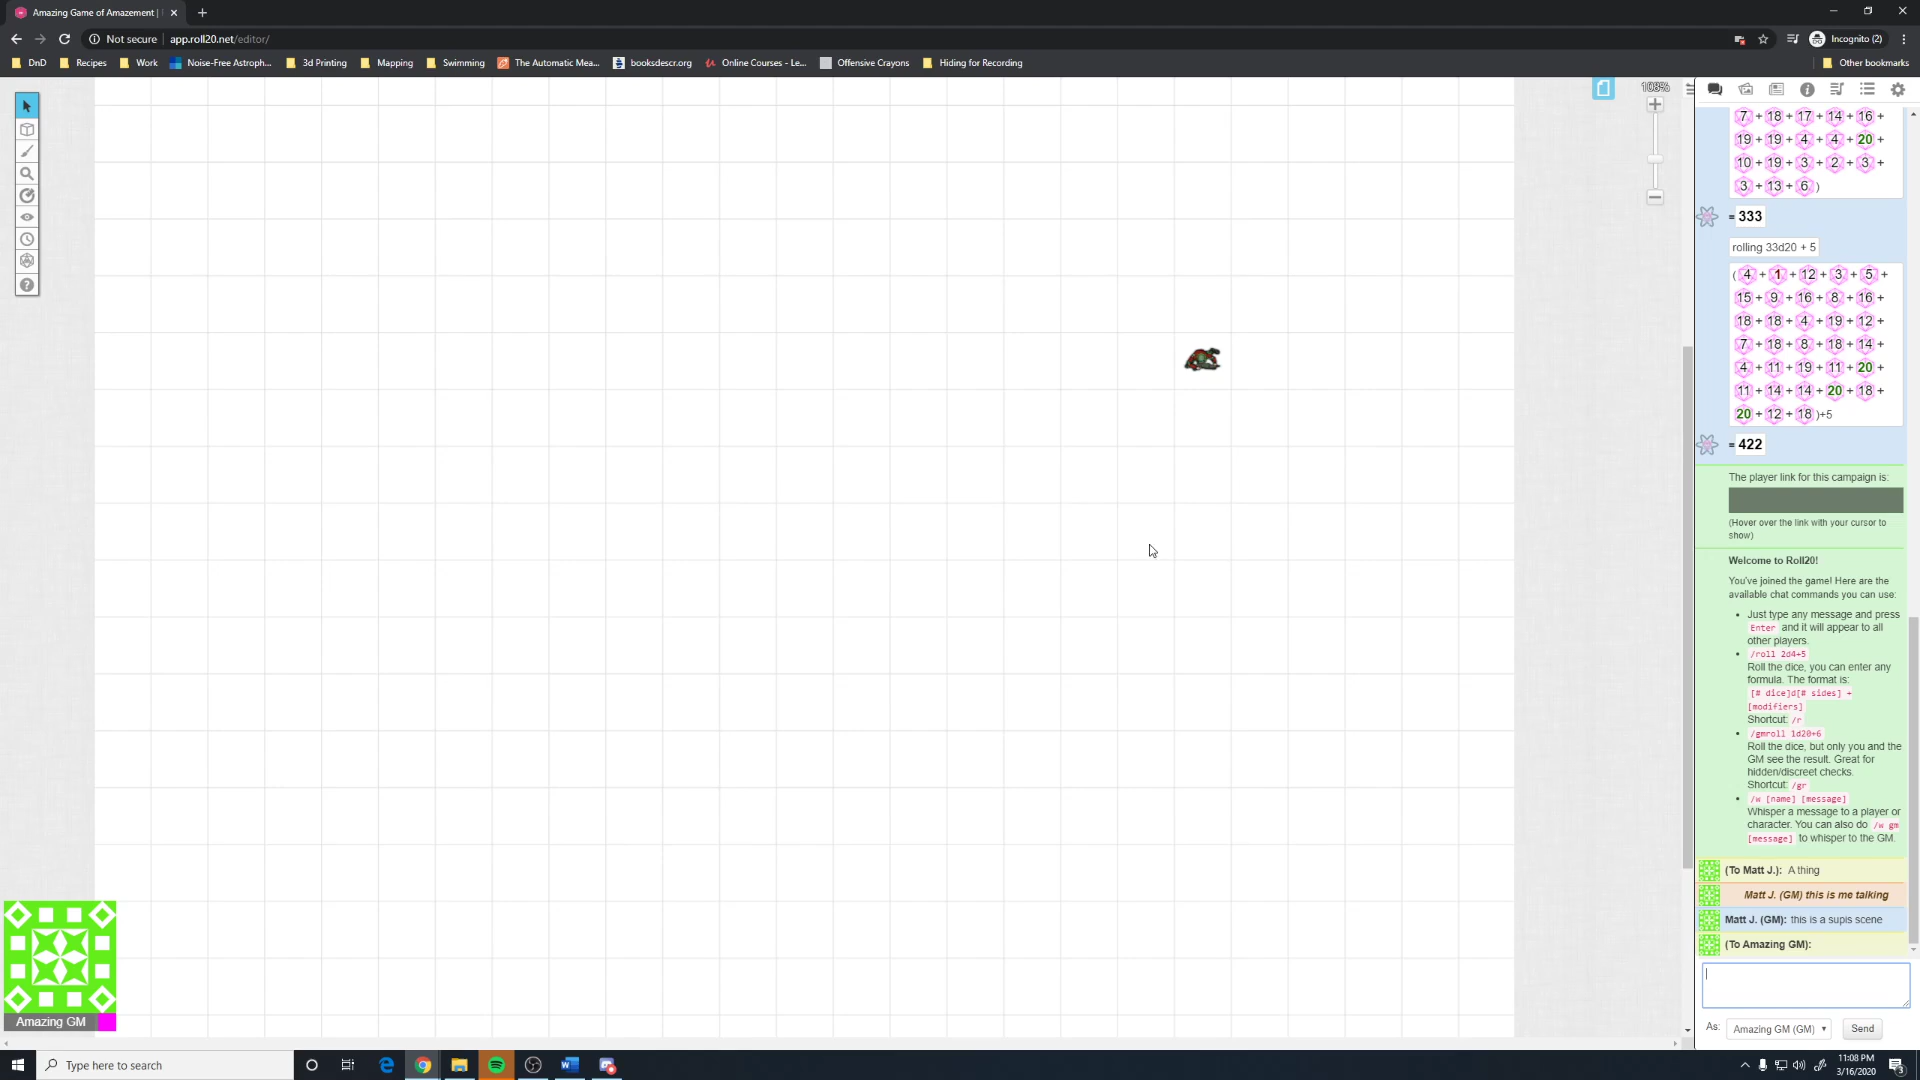 Amazing Game of Amazement |
Not secure app.roll20.net/editor/
Incognito (2)
DnD Recipes Work Noise-Free Astroph... 3d Printing Mapping Swimming The Automatic Mea... booksdescr.org Online Courses - Le... Offensive Crayons Hiding for Recording Other bookmarks
108%
7 + 18 + 17 + 14 + 16 +
19 + 19 + 4 + 4 + 20 +
10 + 19 + 3 + 2 + 3 +
3 + 13 + 6 )
= 333
rolling 33d20 + 5
( 4 + 1 + 12 + 3 + 5 +
15 + 9 + 16 + 8 + 16 +
18 + 18 + 4 + 19 + 12 +
7 + 18 + 8 + 18 + 14 +
4 + 11 + 19 + 11 + 20 +
11 + 14 + 14 + 20 + 18 +
20 + 12 + 18 )+5
= 422
The player link for this campaign is:
(Hover over the link with your cursor to
show)
Welcome to Roll20!
You've joined the game! Here are the
available chat commands you can use:
• Just type any message and press
Enter and it will appear to all
other players.
• /roll 2d4+5
Roll the dice, you can enter any
formula. The format is:
[# dice]d[# sides] +
[modifiers]
Shortcut: /r
• /gmroll 1d20+6
Roll the dice, but only you and the
GM see the result. Great for
hidden/discreet checks.
Shortcut: /gr
• /w [name] [message]
Whisper a message to a player or
character. You can also do /w gm
[message] to whisper to the GM.
(To Matt J.): A thing
Matt J. (GM) this is me talking
Matt J. (GM): this is a supis scene
(To Amazing GM):
As: Amazing GM (GM) Send
Amazing GM
Type here to search
11:08 PM
3/16/2020
3